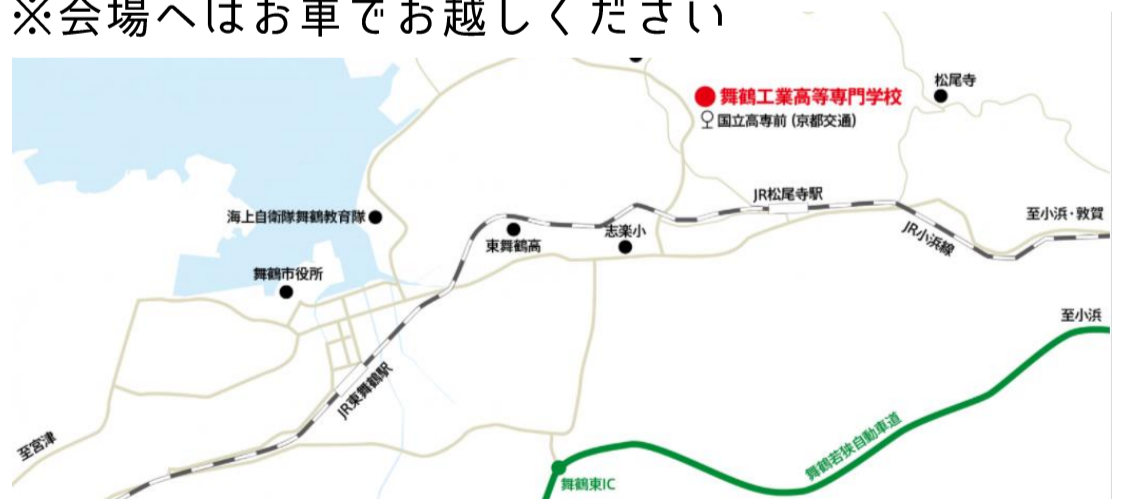 ※会場へはお車でお越しください
松尾寺
舞鶴工業高等専門学校
国立高専前（京都交通）
JR松尾寺駅
海上自衛隊舞鶴教育隊
至小浜・敦賀
志楽小
東舞鶴高
JR小浜線
舞鶴市役所
至小浜
JR東舞鶴駅
至宮津
舞鶴若狭自動車道
舞鶴東IC